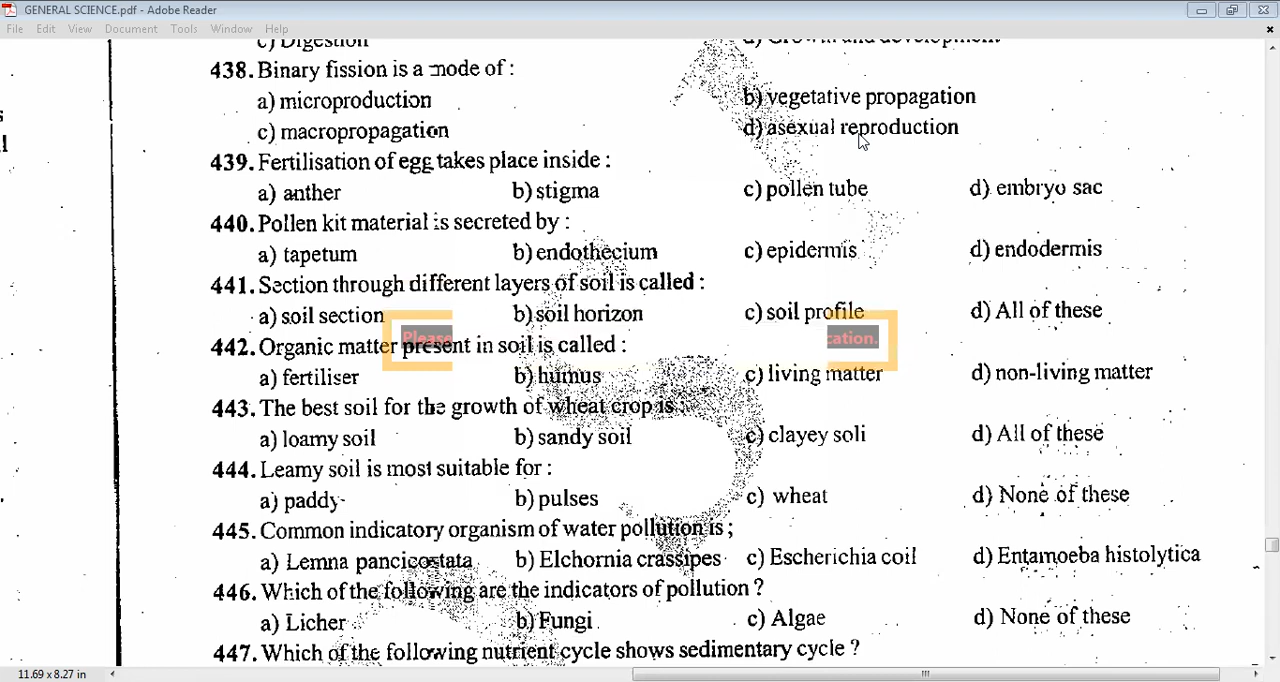 GENERAL SCIENCE.pdf - Adobe Reader
File Edit View Document Tools Window Help
c) Digestion d) Growth and development
438. Binary fission is a mode of :
a) microproduction b) vegetative propagation
c) macropropagation d) asexual reproduction
439. Fertilisation of egg takes place inside :
a) anther b) stigma c) pollen tube d) embryo sac
440. Pollen kit material is secreted by :
a) tapetum b) endothecium c) epidermis d) endodermis
441. Section through different layers of soil is called :
a) soil section b) soil horizon c) soil profile d) All of these
Please cation.
442. Organic matter present in soil is called :
a) fertiliser b) humus c) living matter d) non-living matter
443. The best soil for the growth of wheat crop is :
a) loamy soil b) sandy soil c) clayey soli d) All of these
444. Leamy soil is most suitable for :
a) paddy b) pulses c) wheat d) None of these
445. Common indicatory organism of water pollution is ;
a) Lemna pancicostata b) Elchornia crassipes c) Escherichia coil d) Entamoeba histolytica
446. Which of the following are the indicators of pollution ?
a) Licher b) Fungi c) Algae d) None of these
447. Which of the following nutrient cycle shows sedimentary cycle ?
11.69 x 8.27 in